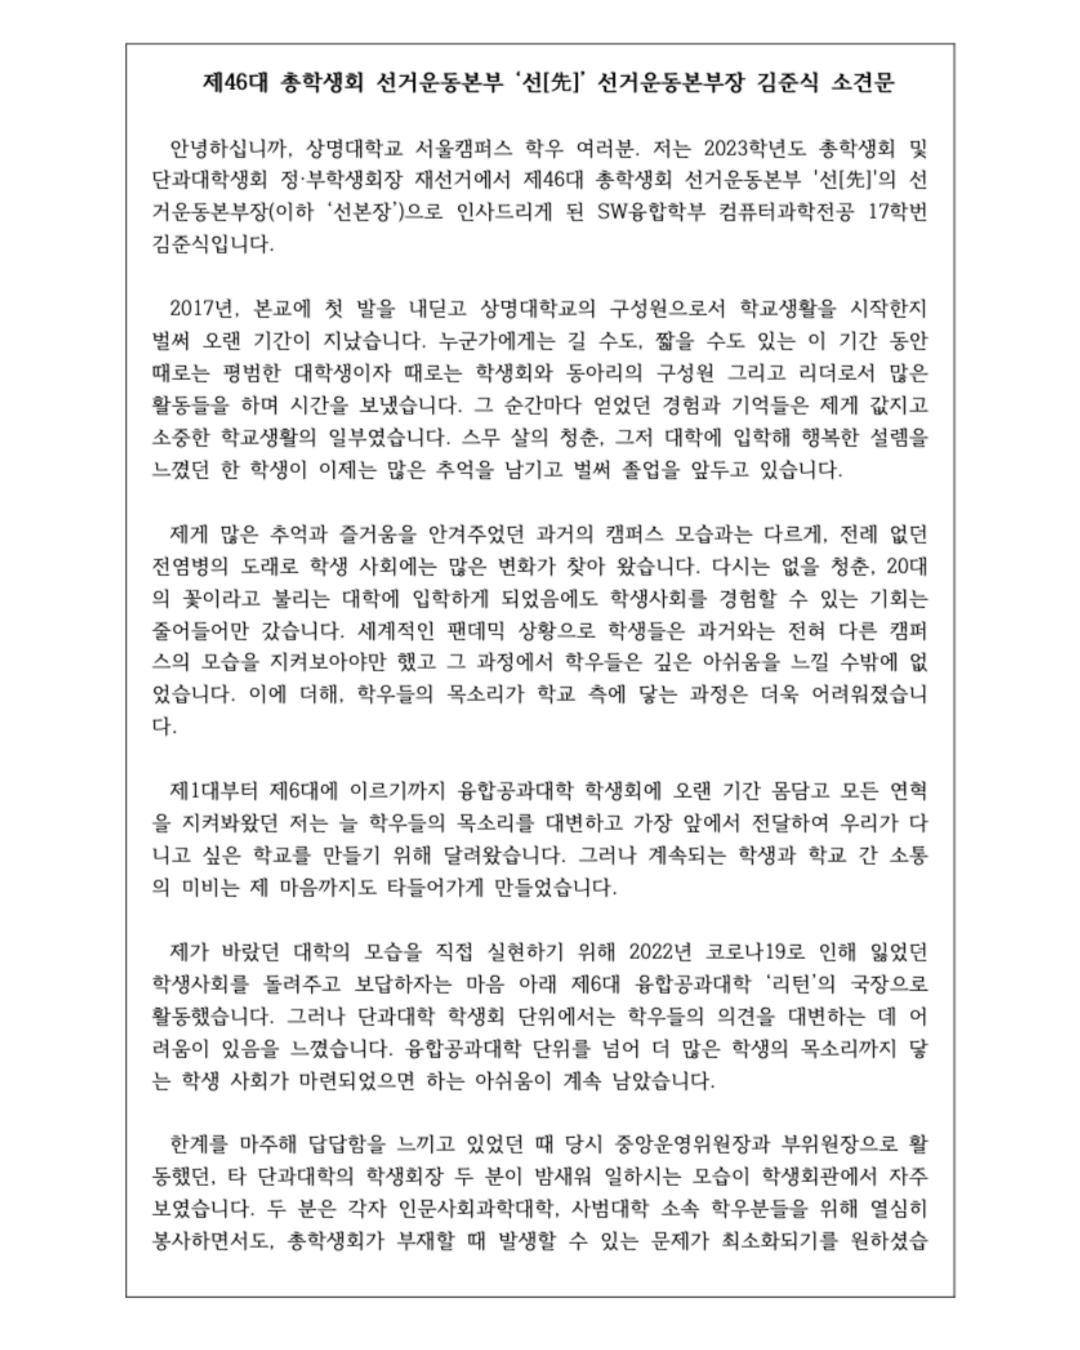 제46대 총학생회 선거운동본부 ‘선[先]’ 선거운동본부장 김준식 소견문
안녕하십니까, 상명대학교 서울캠퍼스 학우 여러분. 저는 2023학년도 총학생회 및
단과대학생회 정·부학생회장 재선거에서 제46대 총학생회 선거운동본부 '선[先]'의 선
거운동본부장(이하 ‘선본장’)으로 인사드리게 된 SW융합학부 컴퓨터과학전공 17학번
김준식입니다.
2017년, 본교에 첫 발을 내딛고 상명대학교의 구성원으로서 학교생활을 시작한지
벌써 오랜 기간이 지났습니다. 누군가에게는 길 수도, 짧을 수도 있는 이 기간 동안
때로는 평범한 대학생이자 때로는 학생회와 동아리의 구성원 그리고 리더로서 많은
활동들을 하며 시간을 보냈습니다. 그 순간마다 얻었던 경험과 기억들은 제게 값지고
소중한 학교생활의 일부였습니다. 스무 살의 청춘, 그저 대학에 입학해 행복한 설렘을
느꼈던 한 학생이 이제는 많은 추억을 남기고 벌써 졸업을 앞두고 있습니다.
제게 많은 추억과 즐거움을 안겨주었던 과거의 캠퍼스 모습과는 다르게, 전례 없던
전염병의 도래로 학생 사회에는 많은 변화가 찾아 왔습니다. 다시는 없을 청춘, 20대
의 꽃이라고 불리는 대학에 입학하게 되었음에도 학생사회를 경험할 수 있는 기회는
줄어들어만 갔습니다. 세계적인 팬데믹 상황으로 학생들은 과거와는 전혀 다른 캠퍼
스의 모습을 지켜보아야만 했고 그 과정에서 학우들은 깊은 아쉬움을 느낄 수밖에 없
었습니다. 이에 더해, 학우들의 목소리가 학교 측에 닿는 과정은 더욱 어려워졌습니
다.
제1대부터 제6대에 이르기까지 융합공과대학 학생회에 오랜 기간 몸담고 모든 연혁
을 지켜봐왔던 저는 늘 학우들의 목소리를 대변하고 가장 앞에서 전달하여 우리가 다
니고 싶은 학교를 만들기 위해 달려왔습니다. 그러나 계속되는 학생과 학교 간 소통
의 미비는 제 마음까지도 타들어가게 만들었습니다.
제가 바랐던 대학의 모습을 직접 실현하기 위해 2022년 코로나19로 인해 잃었던
학생사회를 돌려주고 보답하자는 마음 아래 제6대 융합공과대학 ‘리턴’의 국장으로
활동했습니다. 그러나 단과대학 학생회 단위에서는 학우들의 의견을 대변하는 데 어
려움이 있음을 느꼈습니다. 융합공과대학 단위를 넘어 더 많은 학생의 목소리까지 닿
는 학생 사회가 마련되었으면 하는 아쉬움이 계속 남았습니다.
한계를 마주해 답답함을 느끼고 있었던 때 당시 중앙운영위원장과 부위원장으로 활
동했던, 타 단과대학의 학생회장 두 분이 밤새워 일하시는 모습이 학생회관에서 자주
보였습니다. 두 분은 각자 인문사회과학대학, 사범대학 소속 학우분들을 위해 열심히
봉사하면서도, 총학생회가 부재할 때 발생할 수 있는 문제가 최소화되기를 원하셨습